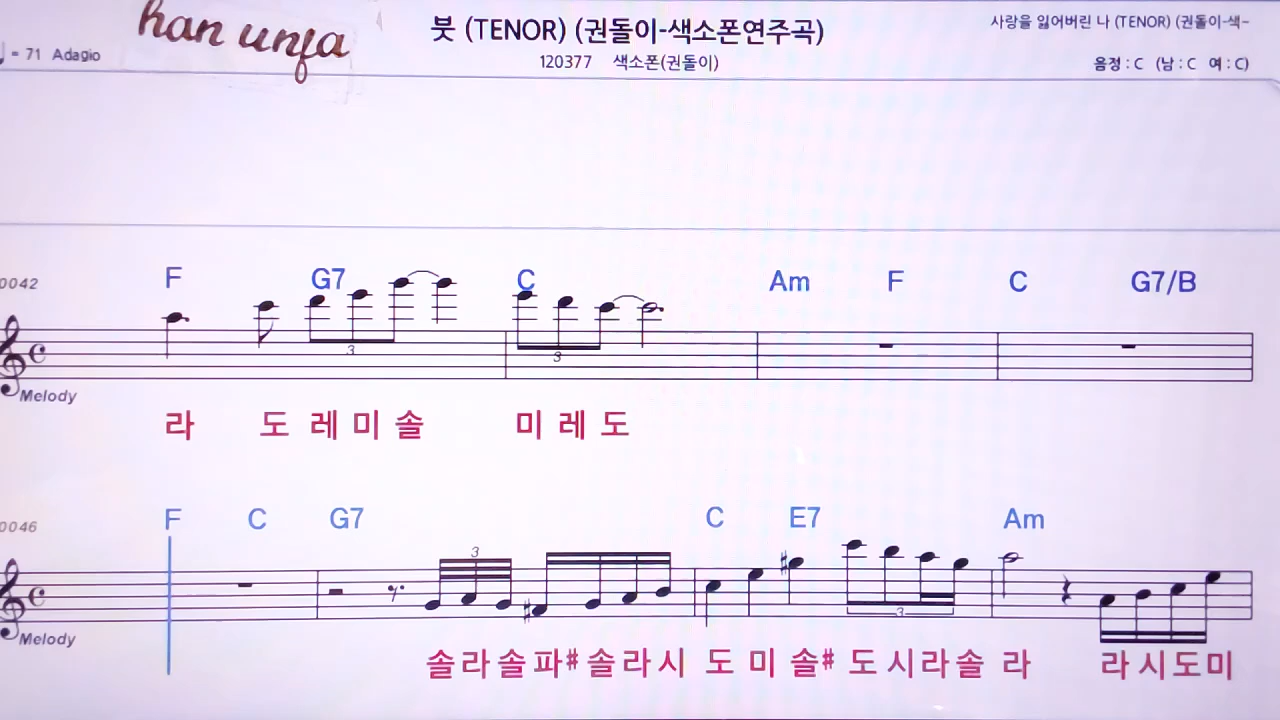 han unja
붓 (TENOR) (권돌이-색소폰연주곡)
사랑을 잃어버린 나 (TENOR) (권돌이-색-
= 71 Adagio
120377 색소폰(권돌이)
음정 : C (남 : C 여 : C)
0042
F G7 C Am F C G7/B
3 3
Melody
라 도 레 미 솔 미 레 도
0046
F C G7 C E7 Am
3 3
Melody
솔 라 솔 파# 솔 라 시 도 미 솔# 도 시 라 솔 라 라 시 도 미